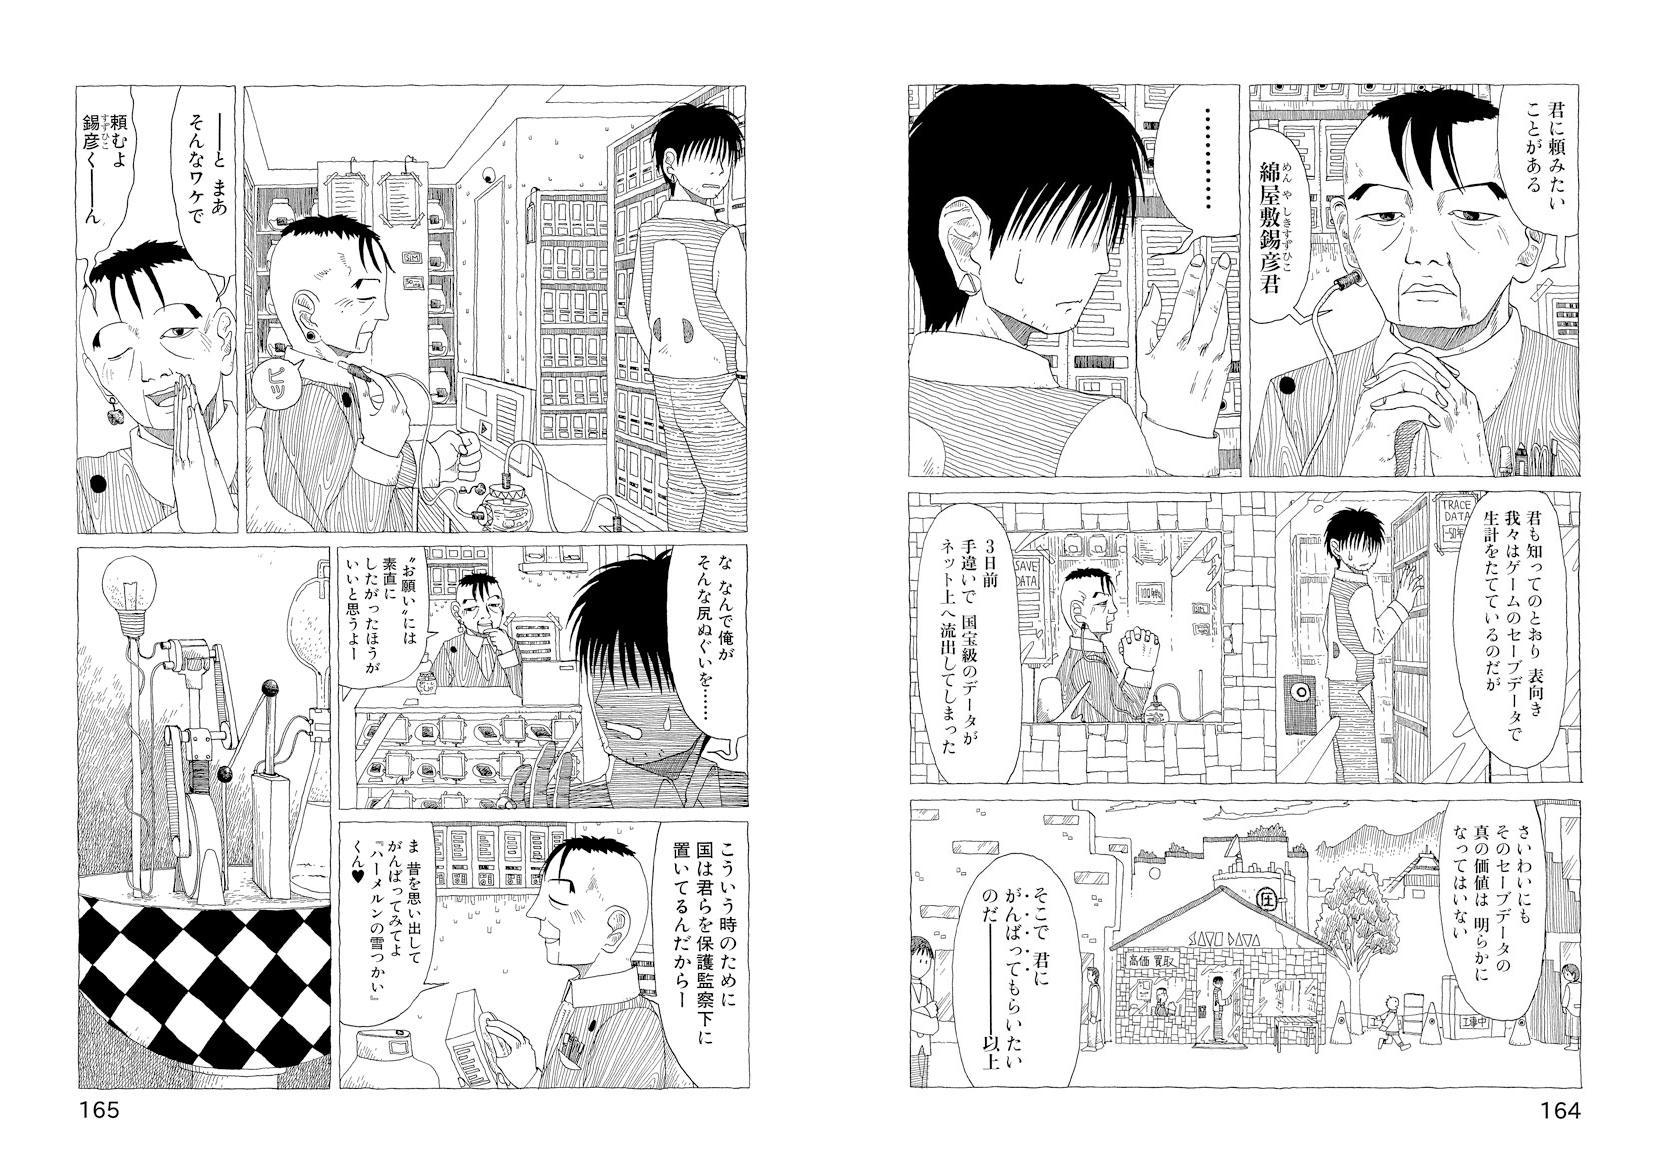 君に頼みたい
ことがある
綿屋敷錫彦君
めん や しきすずひこ
…………
君も知ってのとおり 表向き
我々はゲームのセーブデータで
生計をたてているのだが
TRACE
DATA
-50年
3日前
手違いで 国宝級のデータが
ネット上へ流出してしまった
SAVE
DATA
さいわいにも
そのセーブデータの
真の価値は 明らかに
なってはいない
そこで 君に
がんばってもらいたい
のだ――――以上
SAVE DATA
高価 買取
工事中
164
――と まあ
そんなワケで
頼むよ
錫彦く――ん
すずひこ
ピッ
SIM
な なんで俺が
そんな尻ぬぐいを……
〝お願い〟には
素直に
したがったほうが
いいと思うよー
こういう時のために
国は君らを保護監察下に
置いてるんだからー
ま 昔を思い出して
がんばってみてよ
『ハーメルンの雪つかい』
くん♥
165